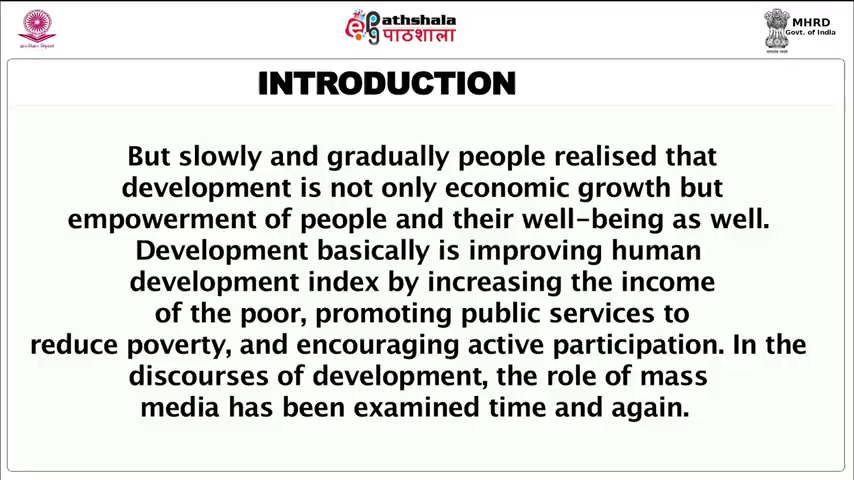 epgathshala
पाठशाला
MHRD
Govt. of India
INTRODUCTION
But slowly and gradually people realised that
development is not only economic growth but
empowerment of people and their well-being as well.
Development basically is improving human
development index by increasing the income
of the poor, promoting public services to
reduce poverty, and encouraging active participation. In the
discourses of development, the role of mass
media has been examined time and again.